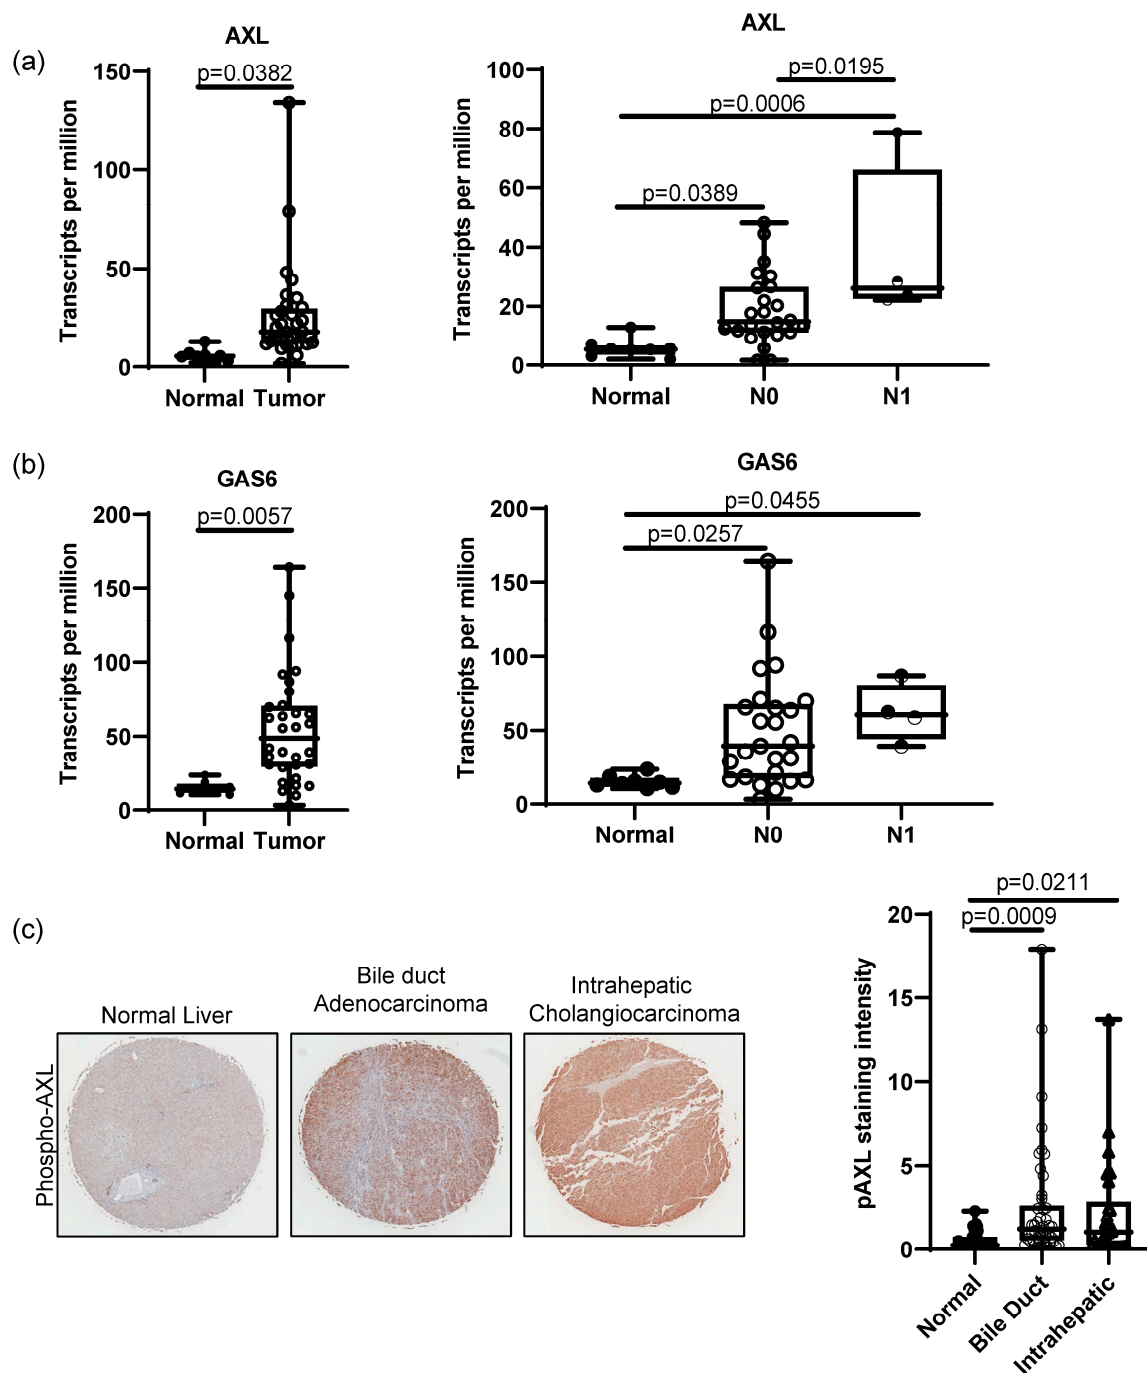 (a)
AXL
Transcripts per million
150
100
50
0
p=0.0382
Normal Tumor
AXL
Transcripts per million
100
80
60
40
20
0
p=0.0195
p=0.0006
p=0.0389
Normal N0 N1
(b)
GAS6
Transcripts per million
200
150
100
50
0
p=0.0057
Normal Tumor
GAS6
Transcripts per million
200
150
100
50
0
p=0.0455
p=0.0257
Normal N0 N1
(c)
Phospho-AXL
Normal Liver
Bile duct
Adenocarcinoma
Intrahepatic
Cholangiocarcinoma
pAXL staining intensity
20
15
10
5
0
p=0.0211
p=0.0009
Normal
Bile Duct
Intrahepatic